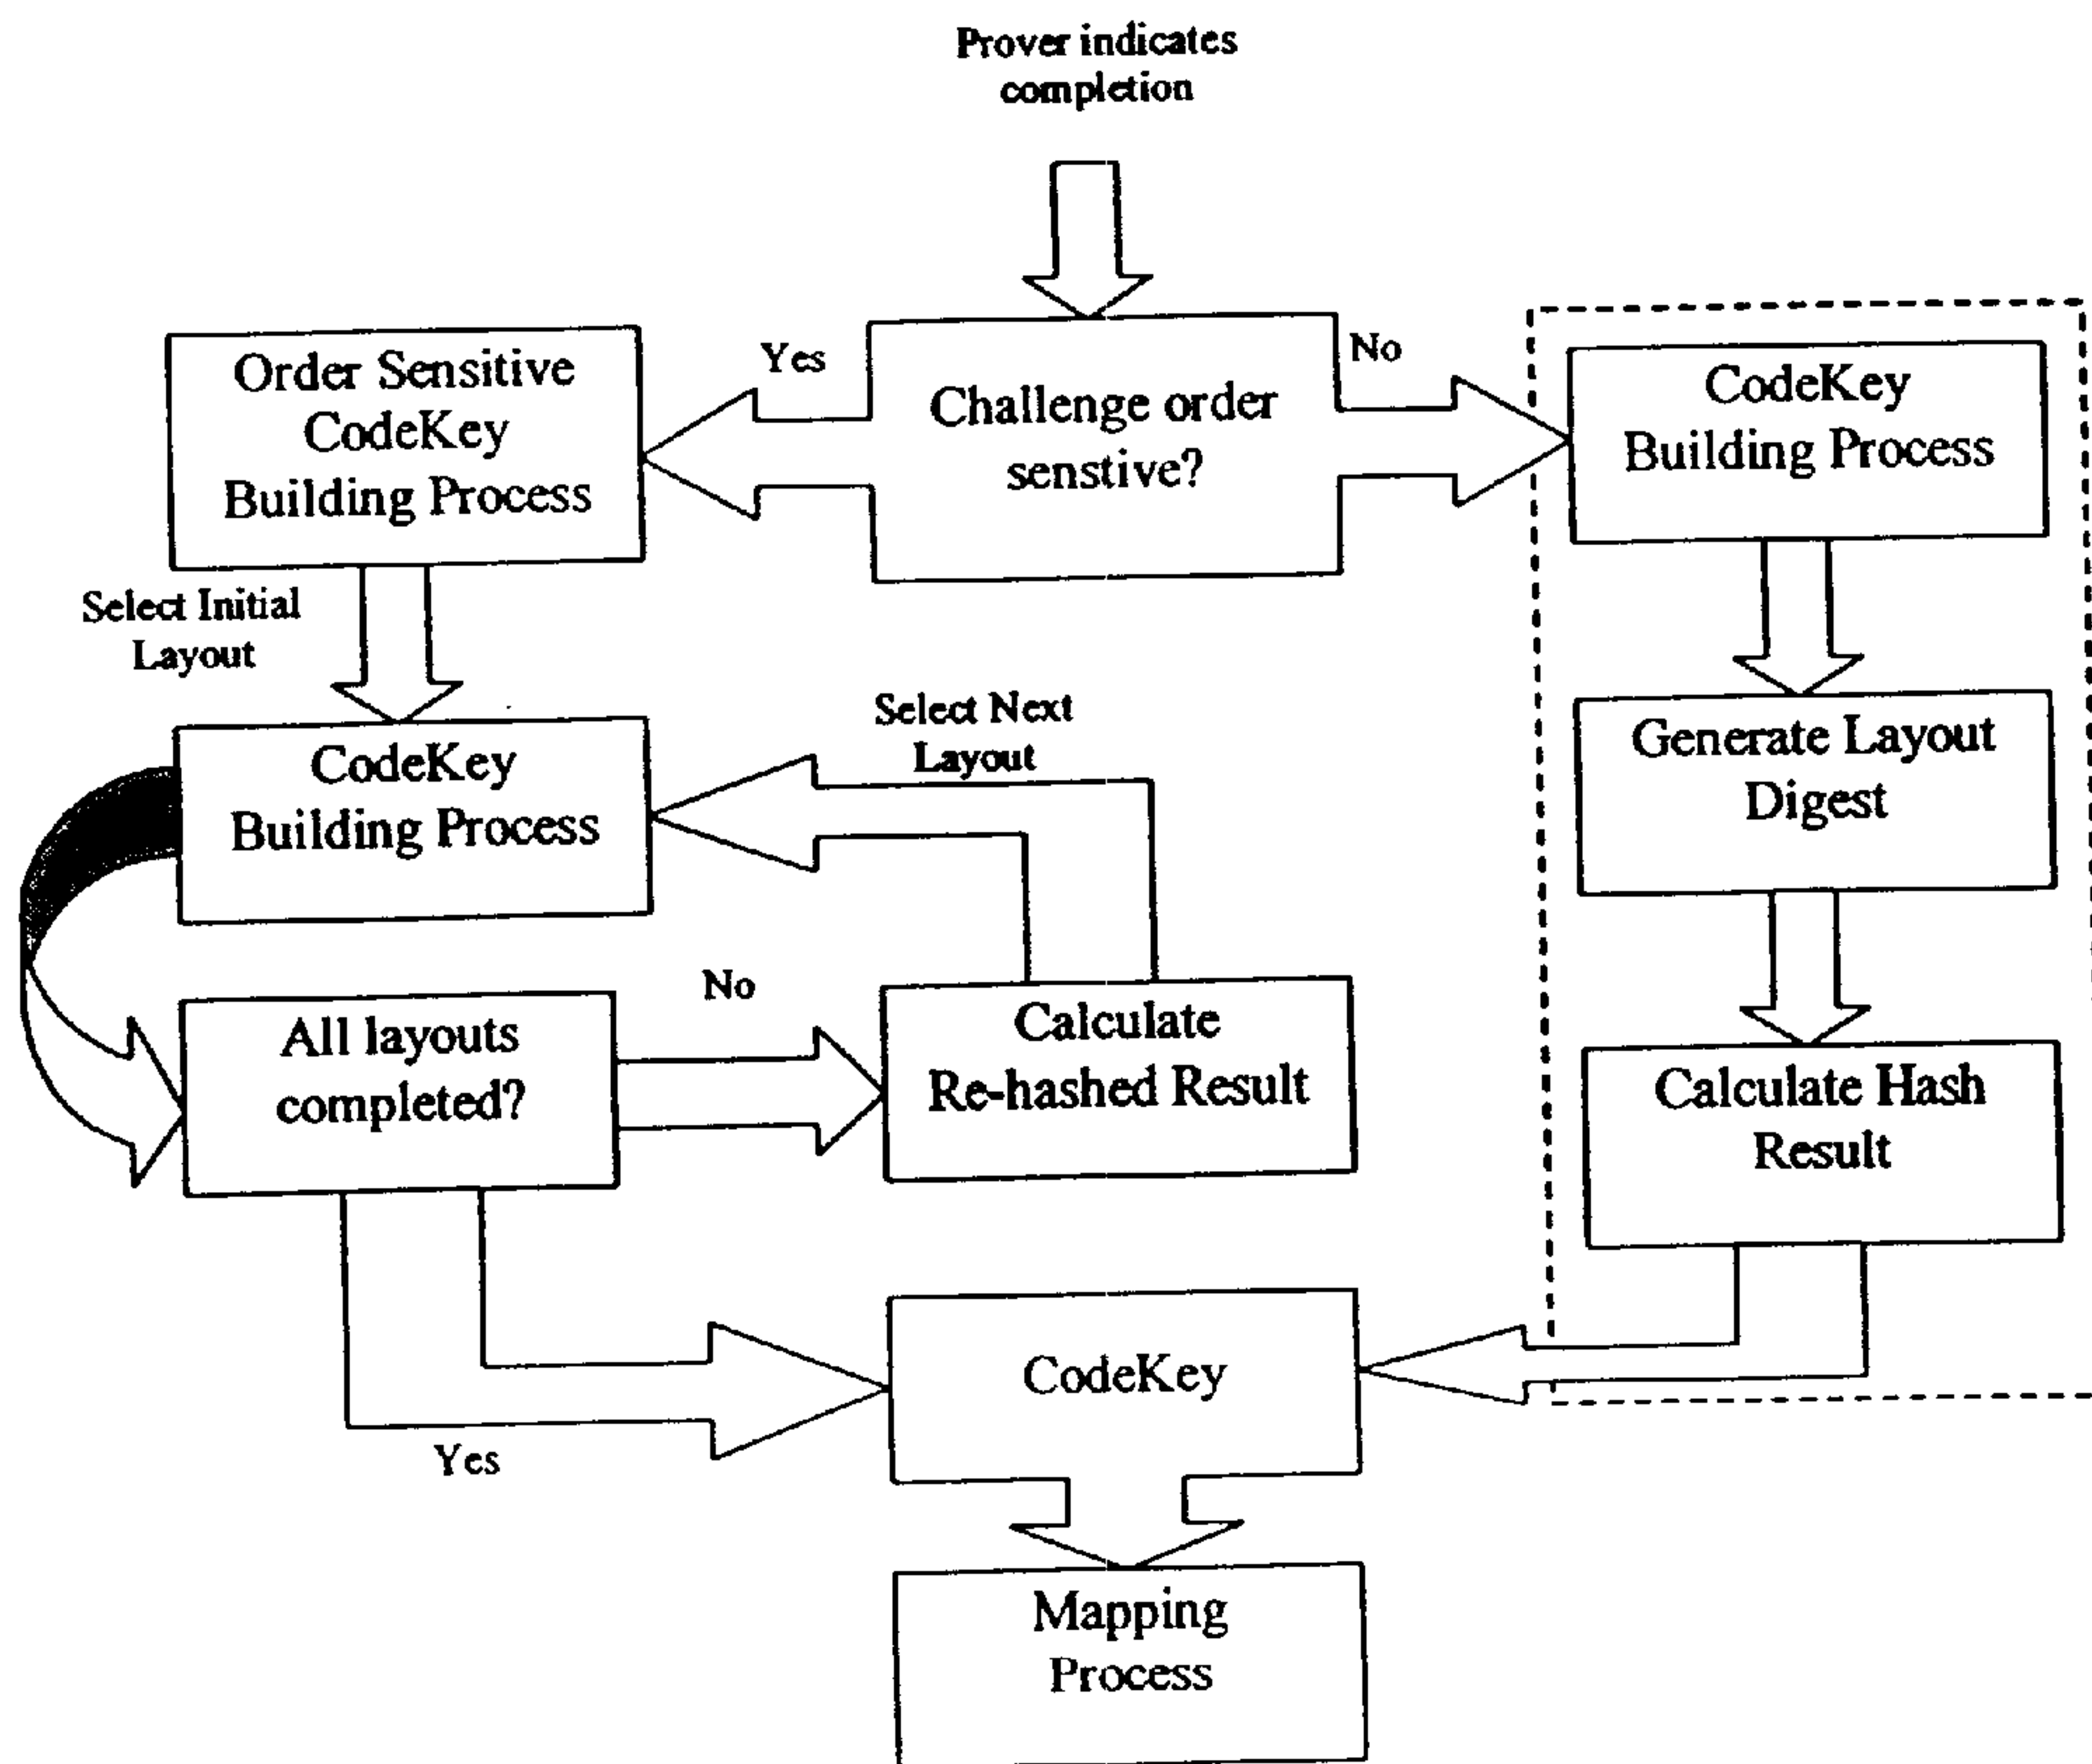 Prover indicates
completion
Yes
No
Order Sensitive
CodeKey
Building Process
Challenge order
senstive?
CodeKey
Building Process
Select Initial
Layout
Select Next
Layout
CodeKey
Building Process
Generate Layout
Digest
No
All layouts
completed?
Calculate
Re-hashed Result
Calculate Hash
Result
Yes
CodeKey
Mapping
Process